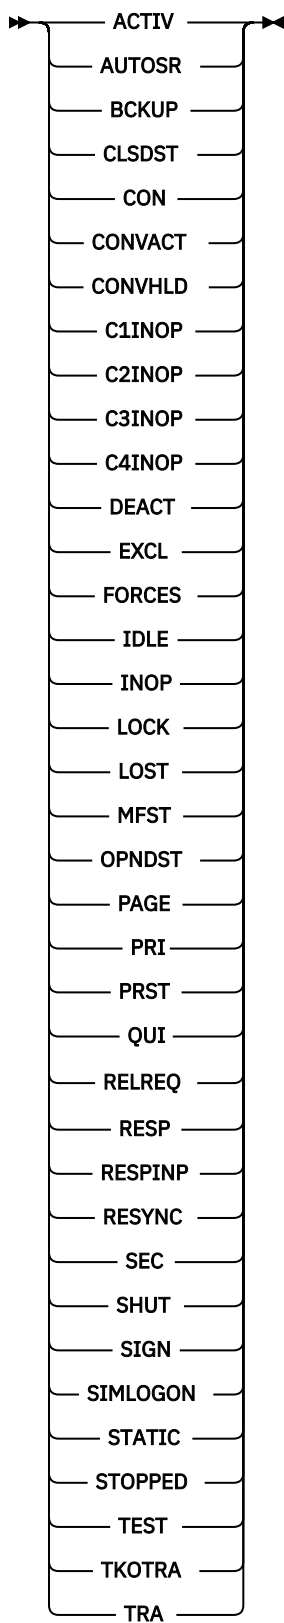 ACTIV
AUTOSR
BCKUP
CLSDST
CON
CONVACT
CONVHLD
C1INOP
C2INOP
C3INOP
C4INOP
DEACT
EXCL
FORCES
IDLE
INOP
LOCK
LOST
MFST
OPNDST
PAGE
PRI
PRST
QUI
RELREQ
RESP
RESPINP
RESYNC
SEC
SHUT
SIGN
SIMLOGON
STATIC
STOPPED
TEST
TKOTRA
TRA